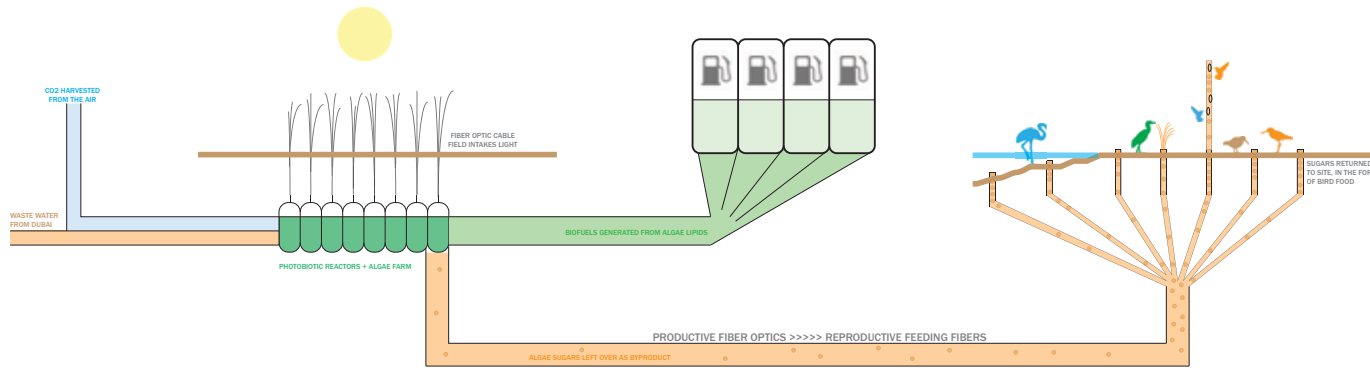 CO2 HARVESTED
FROM THE AIR
FIBER OPTIC CABLE
FIELD INTAKES LIGHT
WASTE WATER
FROM DUBAI
PHOTOBIOTIC REACTORS + ALGAE FARM
BIOFUELS GENERATED FROM ALGAE LIPIDS
SUGARS RETURNED
TO SITE, IN THE FOR
OF BIRD FOOD
PRODUCTIVE FIBER OPTICS >>>>> REPRODUCTIVE FEEDING FIBERS
ALGAE SUGARS LEFT OVER AS BYPRODUCT